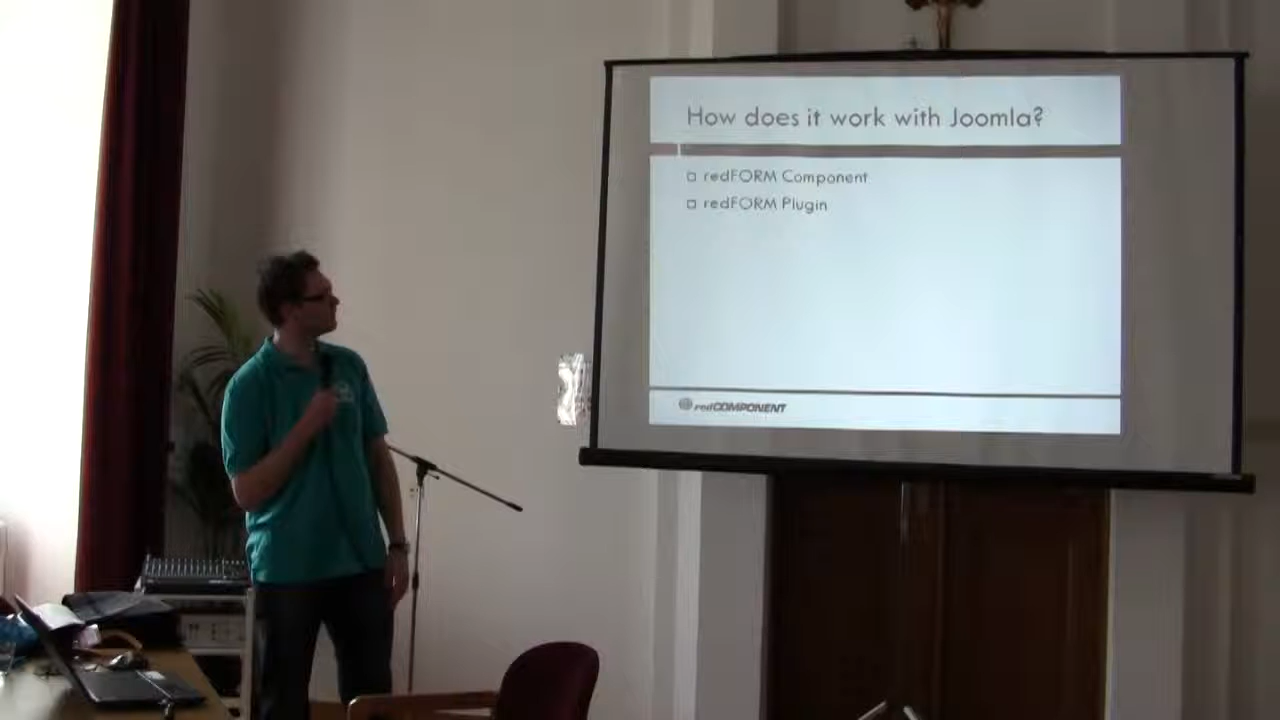 How does it work with Joomla?
redFORM Component
redFORM Plugin
redCOMPONENT